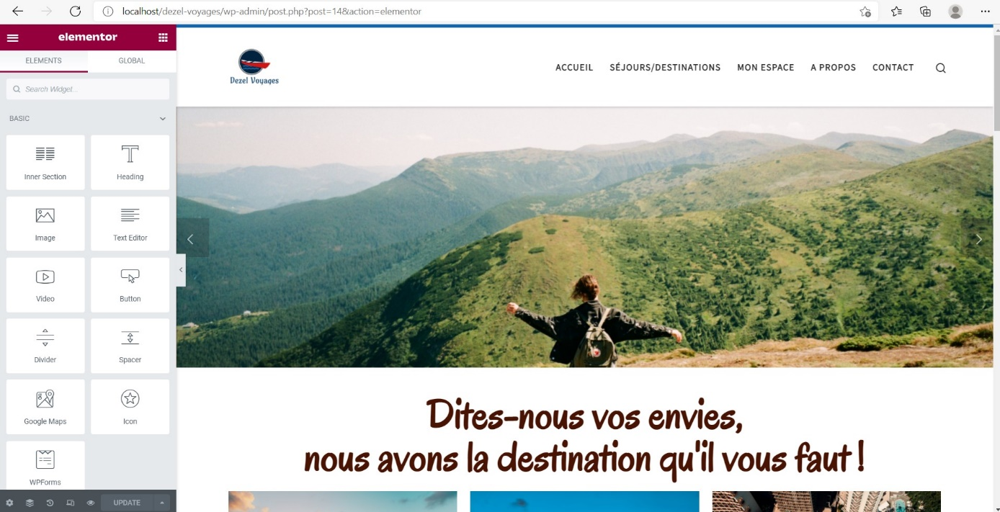 localhost/dezel-voyages/wp-admin/post.php?post=14&action=elementor
elementor
ELEMENTS GLOBAL
Search Widget...
BASIC
Inner Section Heading
Image Text Editor
Video Button
Divider Spacer
Google Maps Icon
WPForms
UPDATE
Dezel Voyages
ACCUEIL SÉJOURS/DESTINATIONS MON ESPACE A PROPOS CONTACT
Dites-nous vos envies,
nous avons la destination qu'il vous faut !